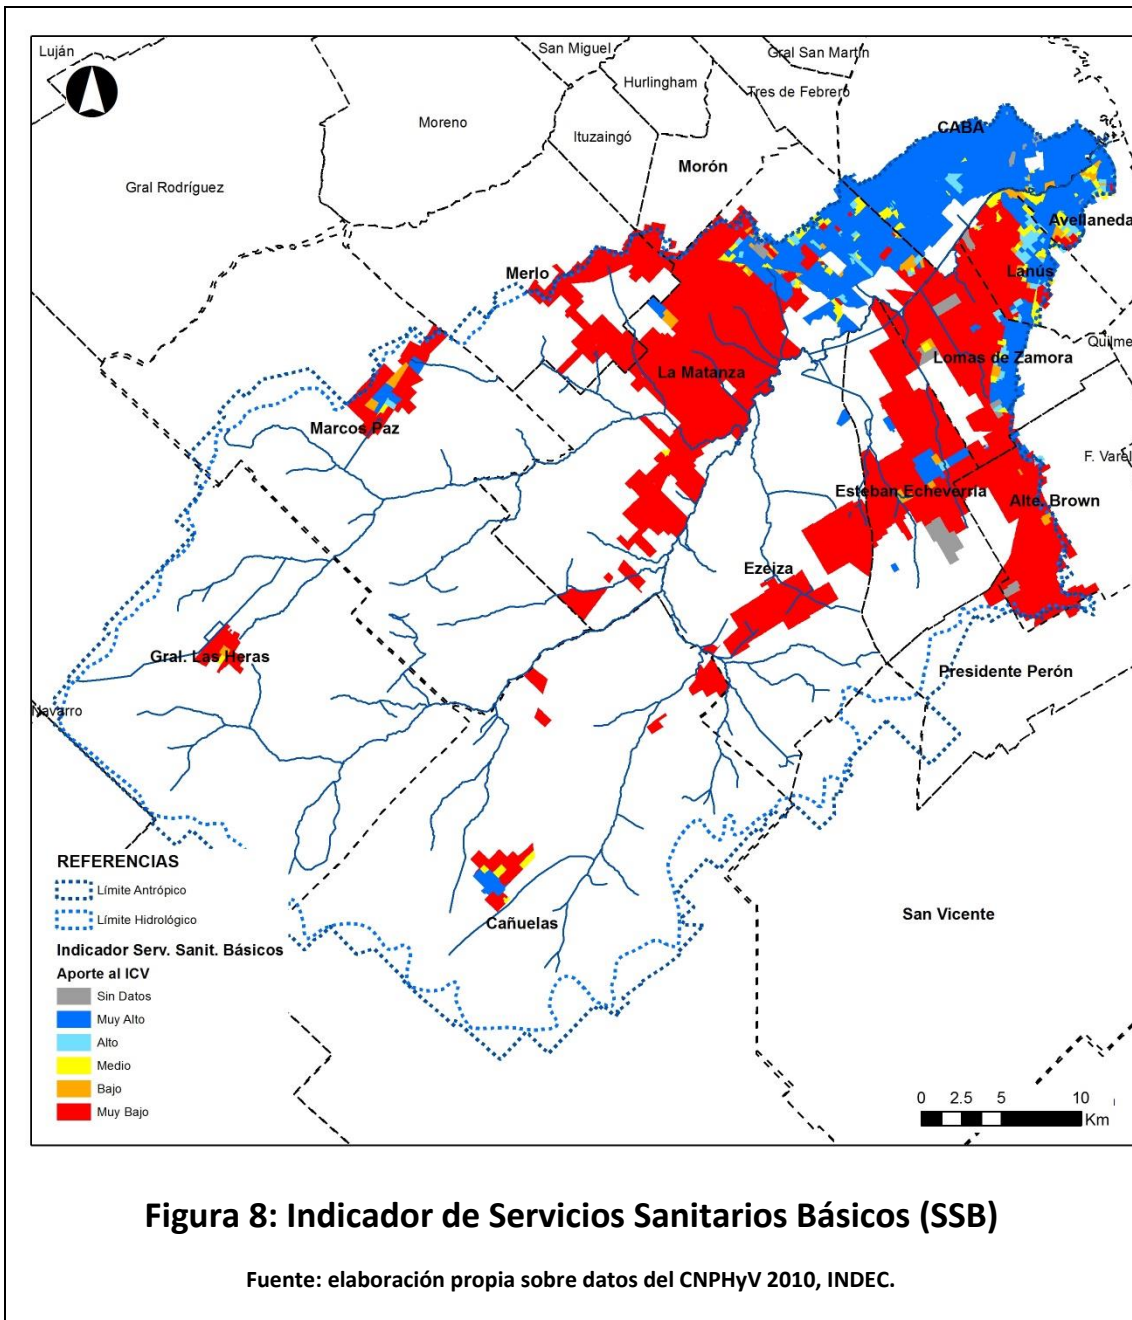 Luján
San Miguel
Gral San Martín
Hurlingham
Tres de Febrero
Moreno
Ituzaingó
CABA
Morón
Gral Rodríguez
Avellaneda
Merlo
Lanús
Quilme
Lomas de Zamora
La Matanza
Marcos Paz
F. Varel
Esteban Echeverría
Alte. Brown
Ezeiza
Gral. Las Heras
Presidente Perón
Navarro
San Vicente
Cañuelas
REFERENCIAS
Límite Antrópico
Límite Hidrológico
Indicador Serv. Sanit. Básicos
Aporte al ICV
Sin Datos
Muy Alto
Alto
Medio
Bajo
Muy Bajo
0 2.5 5 10
Km
Figura 8: Indicador de Servicios Sanitarios Básicos (SSB)
Fuente: elaboración propia sobre datos del CNPHyV 2010, INDEC.